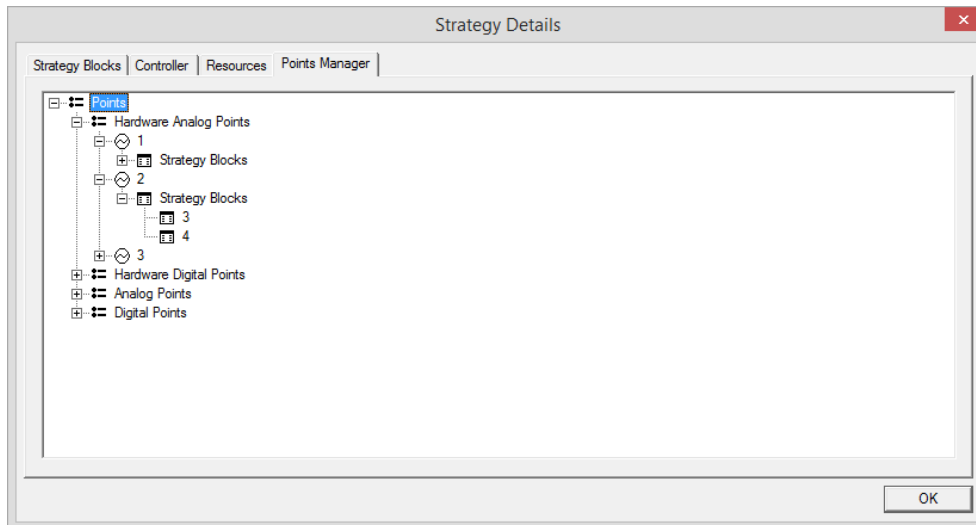 Strategy Details
Strategy Blocks Controller Resources Points Manager
Points
Hardware Analog Points
1
Strategy Blocks
2
Strategy Blocks
3
4
3
Hardware Digital Points
Analog Points
Digital Points
OK